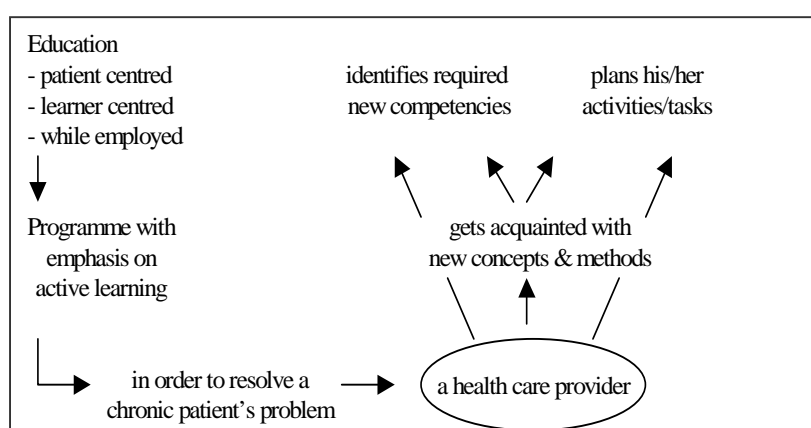 Education
- patient centred
- learner centred
- while employed
Programme with
emphasis on
active learning
in order to resolve a
chronic patient's problem
a health care provider
gets acquainted with
new concepts & methods
identifies required
new competencies
plans his/her
activities/tasks